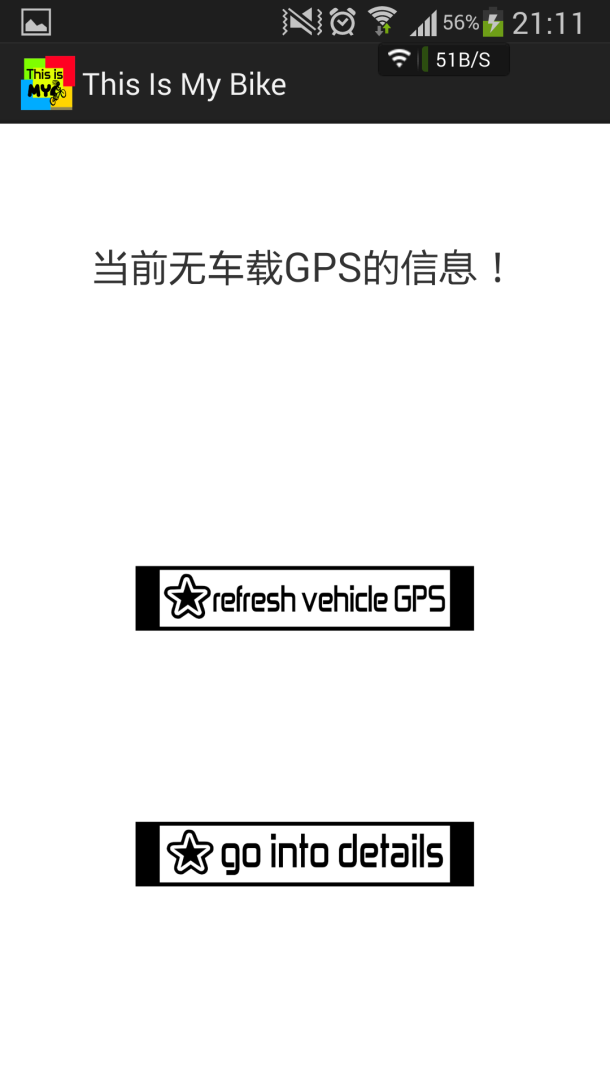 56% 21:11
51B/S
This is
MY
This Is My Bike
当前无车载GPS的信息！
refresh vehicle GPS
go into details